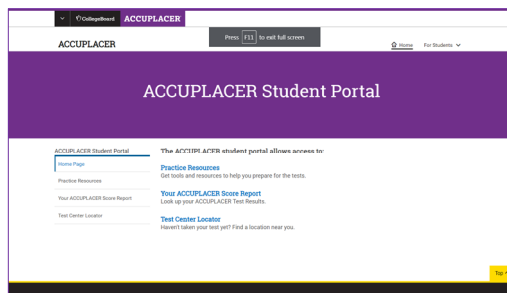 CollegeBoard ACCUPLACER
Press F11 to exit full screen
ACCUPLACER
Home For Students
ACCUPLACER Student Portal
ACCUPLACER Student Portal
Home Page
Practice Resources
Your ACCUPLACER Score Report
Test Center Locator
The ACCUPLACER student portal allows access to:
Practice Resources
Get tools and resources to help you prepare for the tests.
Your ACCUPLACER Score Report
Look up your ACCUPLACER Test Results.
Test Center Locator
Haven't taken your test yet? Find a location near you.
Top